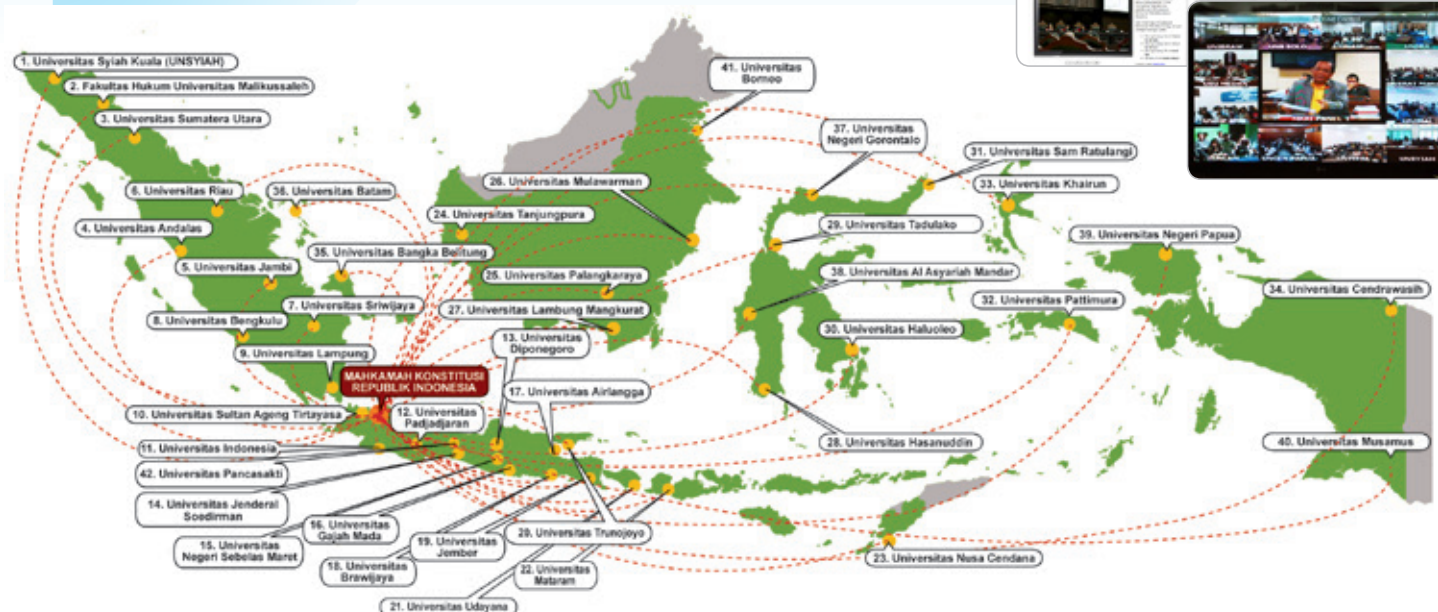 1. Universitas Syiah Kuala (UNSYIAH)
2. Fakultas Hukum Universitas Malikussaleh
3. Universitas Sumatera Utara
6. Universitas Riau
36. Universitas Batam
4. Universitas Andalas
5. Universitas Jambi
35. Universitas Bangka Belitung
7. Universitas Sriwijaya
8. Universitas Bengkulu
9. Universitas Lampung
MAHKAMAH KONSTITUSI
REPUBLIK INDONESIA
10. Universitas Sultan Ageng Tirtayasa
11. Universitas Indonesia
42. Universitas Pancasakti
12. Universitas
Padjadjaran
13. Universitas
Diponegoro
14. Universitas Jenderal
Soedirman
15. Universitas
Negeri Sebelas Maret
16. Universitas
Gajah Mada
17. Universitas Airlangga
18. Universitas
Brawijaya
19. Universitas
Jember
20. Universitas Trunojoyo
21. Universitas Udayana
22. Universitas
Mataram
23. Universitas Nusa Cendana
24. Universitas Tanjungpura
25. Universitas Palangkaraya
26. Universitas Mulawarman
27. Universitas Lambung Mangkurat
41. Universitas
Borneo
37. Universitas
Negeri Gorontalo
31. Universitas Sam Ratulangi
33. Universitas Khairun
29. Universitas Tadulako
38. Universitas Al Asyariah Mandar
30. Universitas Haluoleo
28. Universitas Hasanuddin
32. Universitas Pattimura
39. Universitas Negeri Papua
34. Universitas Cendrawasih
40. Universitas Musamus